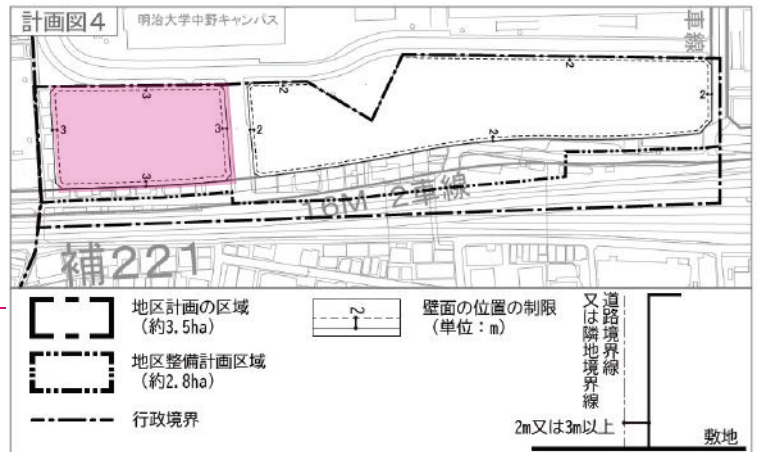 計画図4
明治大学中野キャンパス
車線
3
3
3
3
2
2
2
2
2
16M 2車線
補221
地区計画の区域
(約3.5ha)
地区整備計画区域
(約2.8ha)
行政境界
2
壁面の位置の制限
(単位：m)
道路境界線
又は隣地境界線
2m又は3m以上
敷地